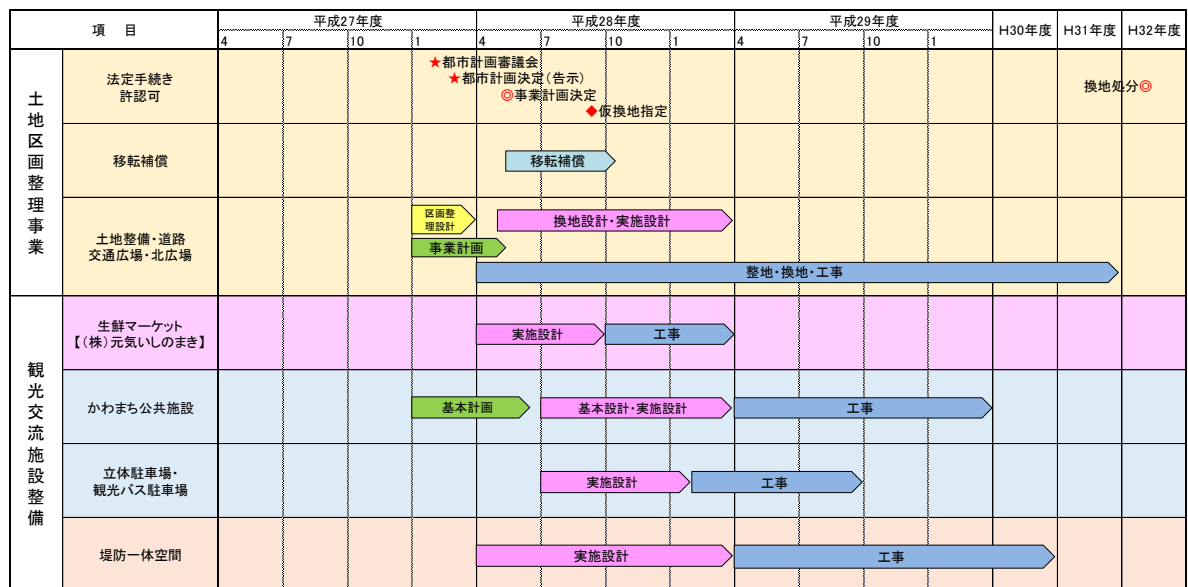 項　目
平成27年度
平成28年度
平成29年度
H30年度
H31年度
H32年度
4
7
10
1
4
7
10
1
4
7
10
1
土地区画整理事業
法定手続き
許認可
★都市計画審議会
★都市計画決定(告示)
◎事業計画決定
◆仮換地指定
換地処分◎
移転補償
移転補償
土地整備・道路
交通広場・北広場
区画整
理設計
換地設計・実施設計
事業計画
整地・換地・工事
観光交流施設整備
生鮮マーケット
【(株)元気いしのまき】
実施設計
工事
かわまち公共施設
基本計画
基本設計・実施設計
工事
立体駐車場・
観光バス駐車場
実施設計
工事
堤防一体空間
実施設計
工事